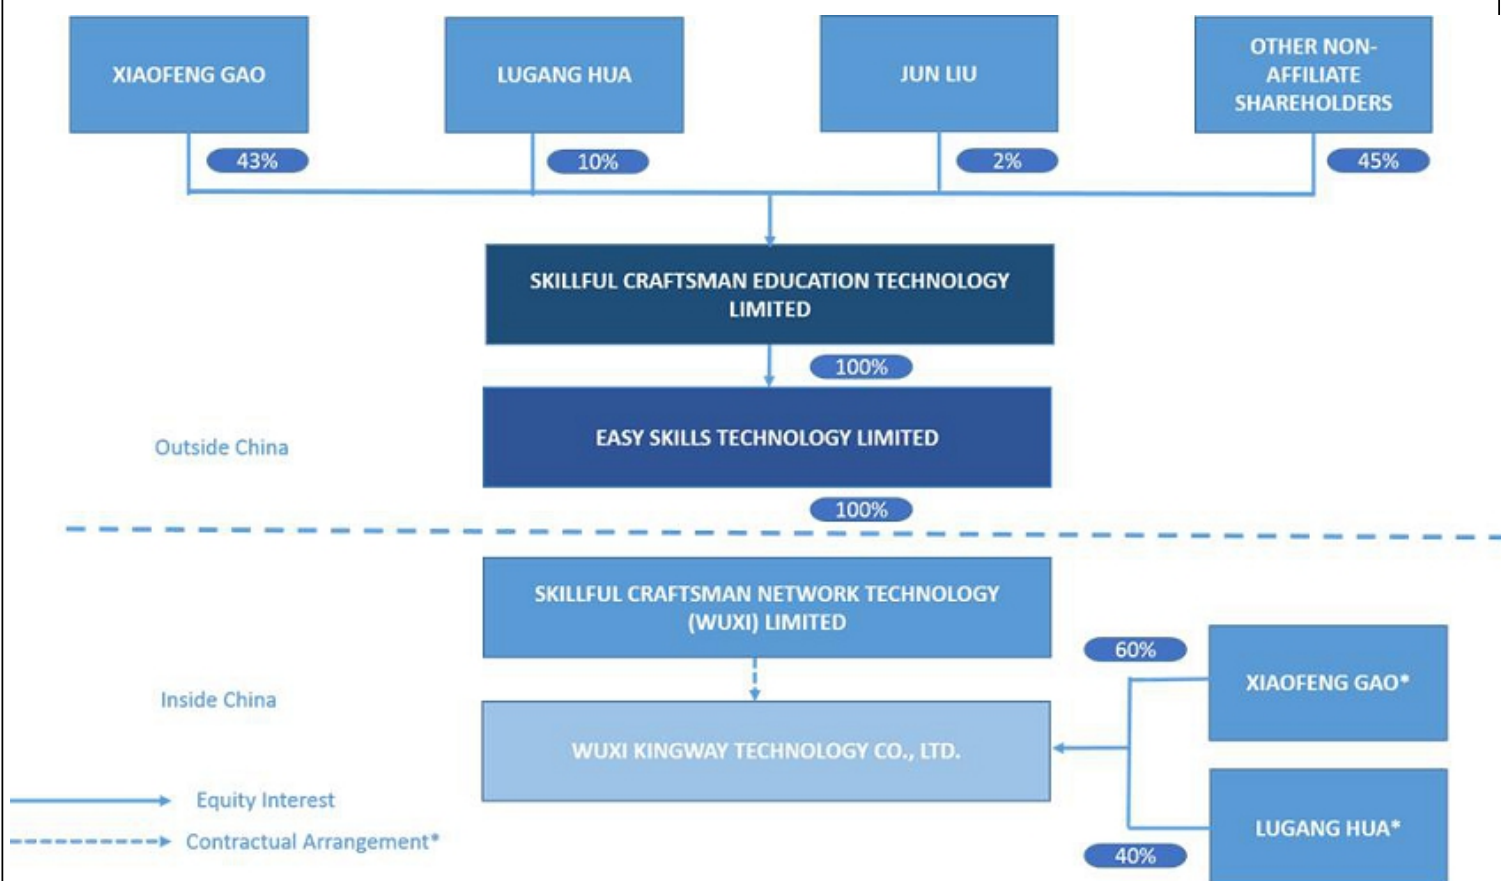 XIAOFENG GAO
LUGANG HUA
JUN LIU
OTHER NON-
AFFILIATE
SHAREHOLDERS
43%
10%
2%
45%
SKILLFUL CRAFTSMAN EDUCATION TECHNOLOGY
LIMITED
100%
EASY SKILLS TECHNOLOGY LIMITED
Outside China
100%
SKILLFUL CRAFTSMAN NETWORK TECHNOLOGY
(WUXI) LIMITED
60%
XIAOFENG GAO*
Inside China
WUXI KINGWAY TECHNOLOGY CO., LTD.
Equity Interest
Contractual Arrangement*
LUGANG HUA*
40%